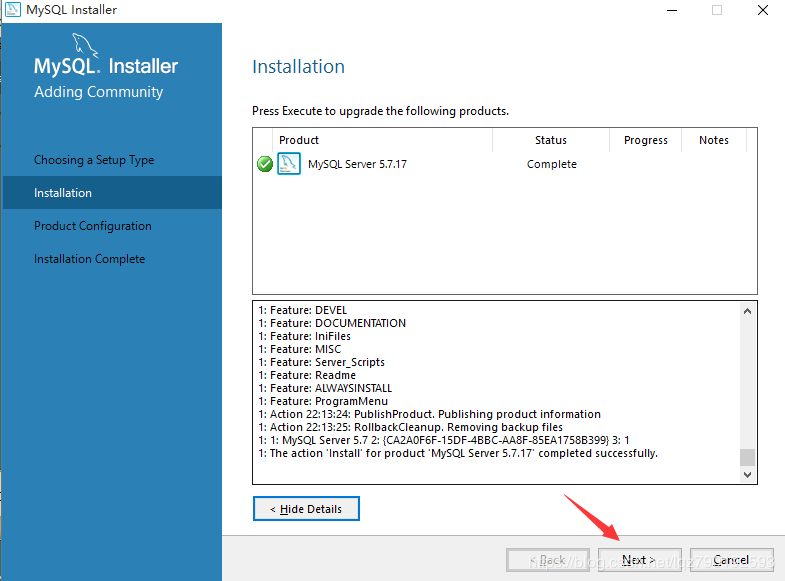 MySQL Installer
MySQL. Installer
Adding Community
Choosing a Setup Type
Installation
Product Configuration
Installation Complete
Installation
Press Execute to upgrade the following products.
Product Status Progress Notes
MySQL Server 5.7.17 Complete
1: Feature: DEVEL
1: Feature: DOCUMENTATION
1: Feature: IniFiles
1: Feature: MISC
1: Feature: Server_Scripts
1: Feature: Readme
1: Feature: ALWAYSINSTALL
1: Feature: ProgramMenu
1: Action 22:13:24: PublishProduct. Publishing product information
1: Action 22:13:25: RollbackCleanup. Removing backup files
1: 1: MySQL Server 5.7 2: {CA2A0F6F-15DF-4BBC-AA8F-85EA1758B399} 3: 1
1: The action 'Install' for product 'MySQL Server 5.7.17' completed successfully.
< Hide Details
< Back Next > Cancel